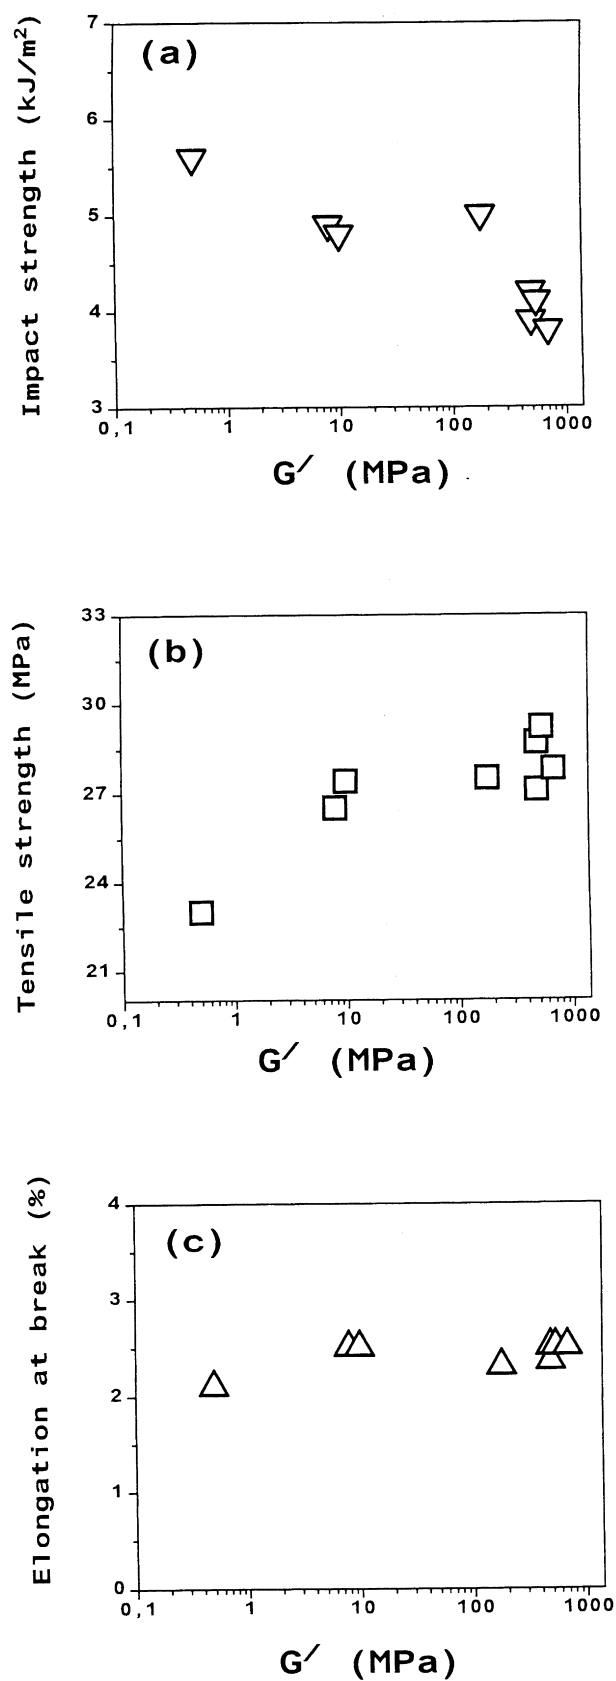 (a)
Impact strength (kJ/m²)
7
6
5
4
3
0,1 1 10 100 1000
G′ (MPa)
(b)
Tensile strength (MPa)
33
30
27
24
21
0,1 1 10 100 1000
G′ (MPa)
(c)
Elongation at break (%)
4
3
2
1
0
0,1 1 10 100 1000
G′ (MPa)